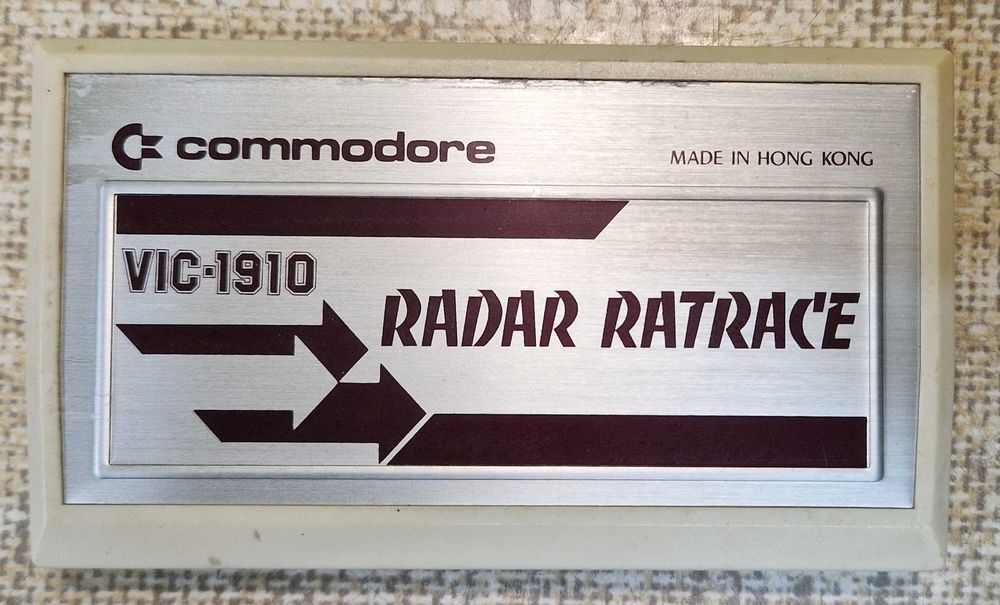 commodore
MADE IN HONG KONG
VIC-1910
RADAR RATRACE